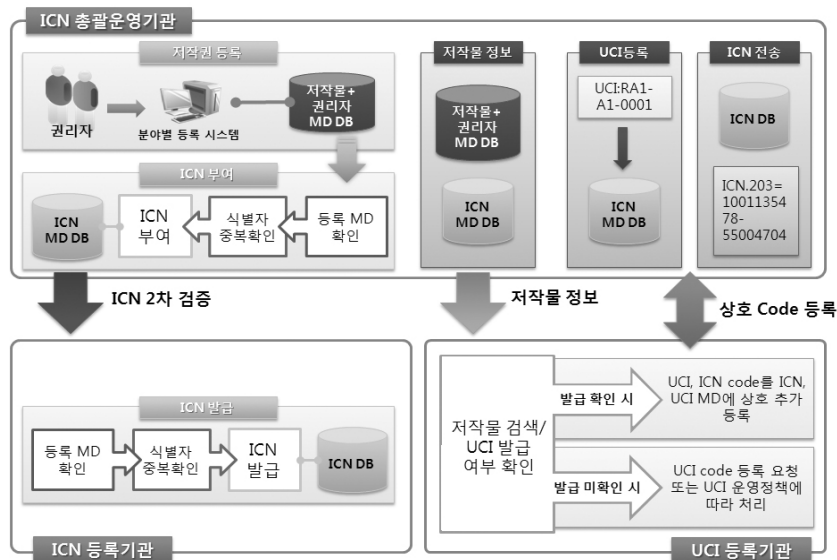 ICN 총괄운영기관
저작권 등록
권리자
분야별 등록 시스템
저작물+
권리자
MD DB
ICN 부여
ICN
MD DB
ICN
부여
식별자
중복확인
등록 MD
확인
저작물 정보
저작물+
권리자
MD DB
ICN
MD DB
UCI등록
UCI:RA1-
A1-0001
ICN
MD DB
ICN 전송
ICN DB
ICN.203=
10011354
78-
55004704
ICN 2차 검증
저작물 정보
상호 Code 등록
ICN 발급
등록 MD
확인
식별자
중복확인
ICN
발급
ICN DB
ICN 등록기관
저작물 검색/
UCI 발급
여부 확인
발급 확인 시
UCI, ICN code를 ICN,
UCI MD에 상호 추가
등록
발급 미확인 시
UCI code 등록 요청
또는 UCI 운영정책에
따라 처리
UCI 등록기관